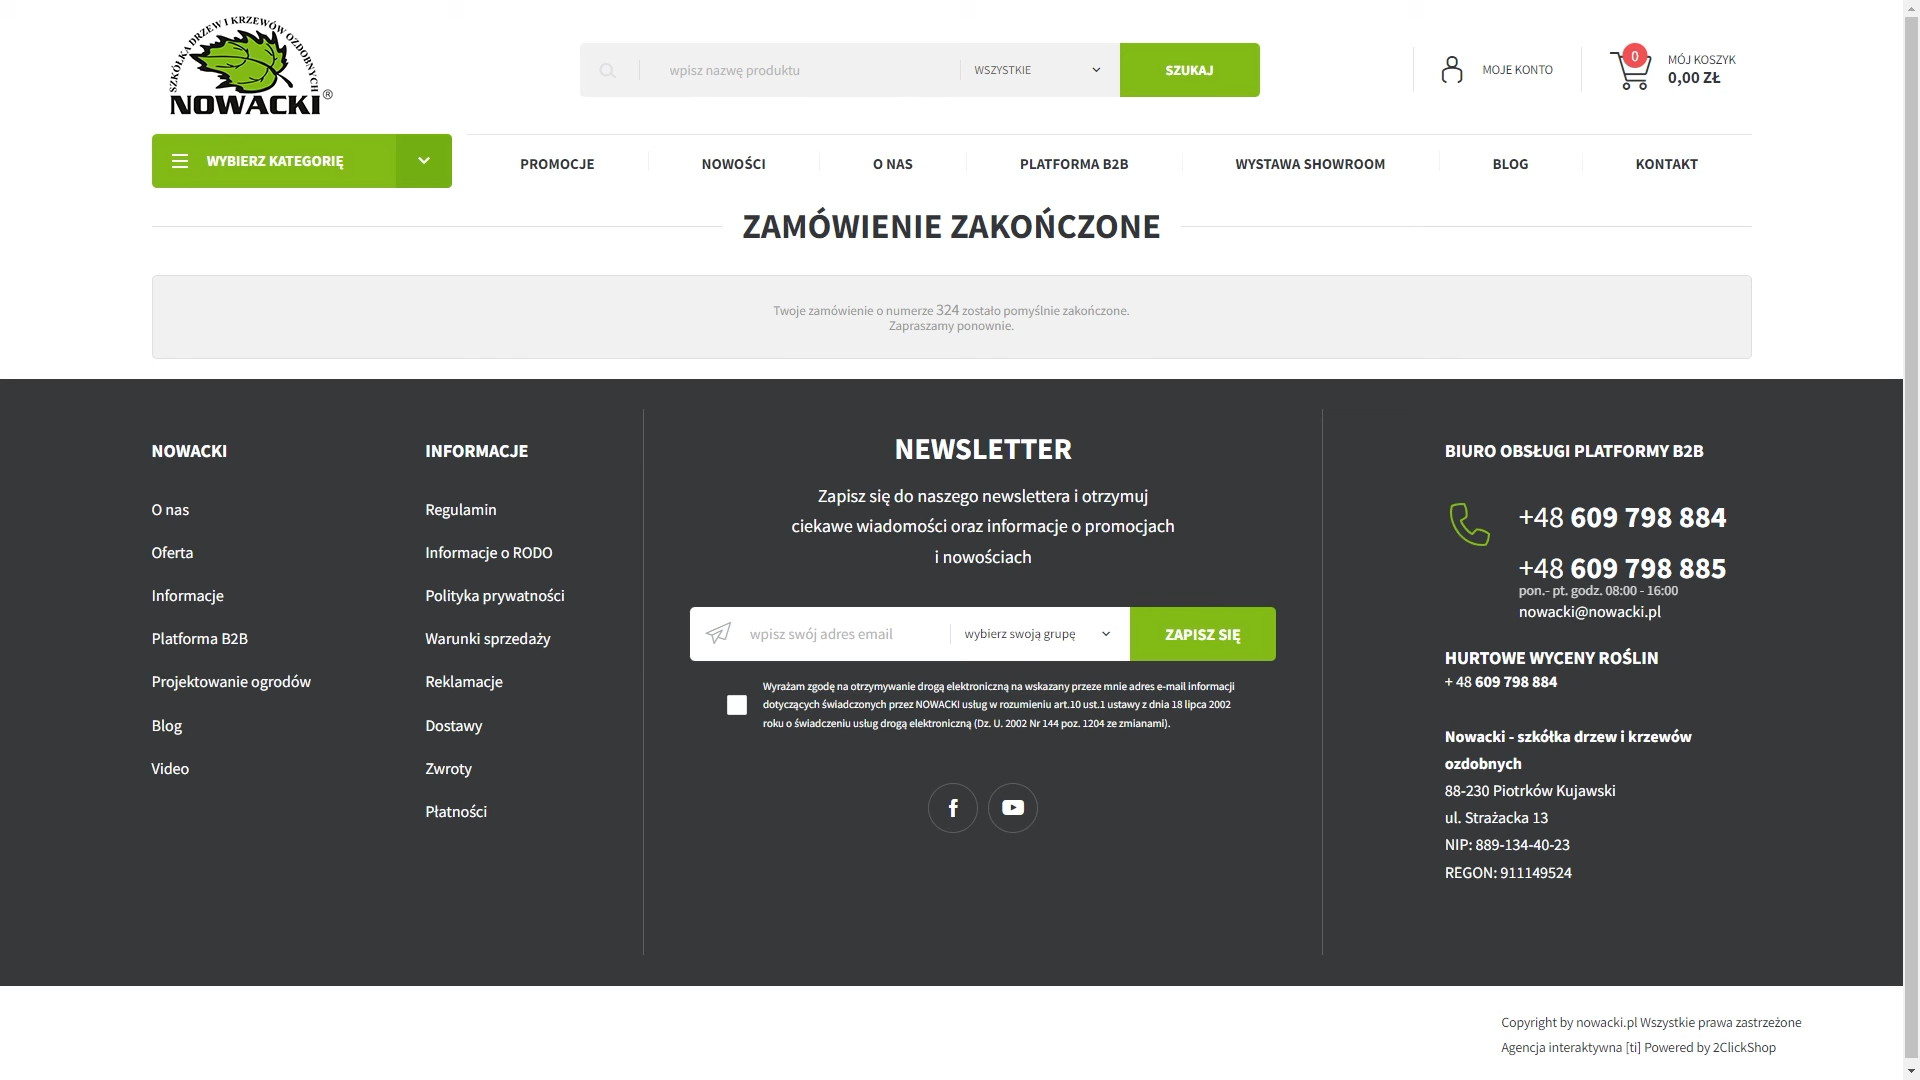 SZKÓŁKA DRZEW I KRZEWÓW OZDOBNYCH
NOWACKI®
wpisz nazwę produktu
WSZYSTKIE
SZUKAJ
MOJE KONTO
0
MÓJ KOSZYK
0,00 ZŁ
WYBIERZ KATEGORIĘ
PROMOCJE
NOWOŚCI
O NAS
PLATFORMA B2B
WYSTAWA SHOWROOM
BLOG
KONTAKT
ZAMÓWIENIE ZAKOŃCZONE
Twoje zamówienie o numerze 324 zostało pomyślnie zakończone.
Zapraszamy ponownie.
NOWACKI
O nas
Oferta
Informacje
Platforma B2B
Projektowanie ogrodów
Blog
Video
INFORMACJE
Regulamin
Informacje o RODO
Polityka prywatności
Warunki sprzedaży
Reklamacje
Dostawy
Zwroty
Płatności
NEWSLETTER
Zapisz się do naszego newslettera i otrzymuj
ciekawe wiadomości oraz informacje o promocjach
i nowościach
wpisz swój adres email
wybierz swoją grupę
ZAPISZ SIĘ
Wyrażam zgodę na otrzymywanie drogą elektroniczną na wskazany przeze mnie adres e-mail informacji
dotyczących świadczonych przez NOWACKI usług w rozumieniu art.10 ust.1 ustawy z dnia 18 lipca 2002
roku o świadczeniu usług drogą elektroniczną (Dz. U. 2002 Nr 144 poz. 1204 ze zmianami).
BIURO OBSŁUGI PLATFORMY B2B
+48 609 798 884
+48 609 798 885
pon.- pt. godz. 08:00 - 16:00
nowacki@nowacki.pl
HURTOWE WYCENY ROŚLIN
+ 48 609 798 884
Nowacki - szkółka drzew i krzewów
ozdobnych
88-230 Piotrków Kujawski
ul. Strażacka 13
NIP: 889-134-40-23
REGON: 911149524
Copyright by nowacki.pl Wszystkie prawa zastrzeżone
Agencja interaktywna [ti] Powered by 2ClickShop